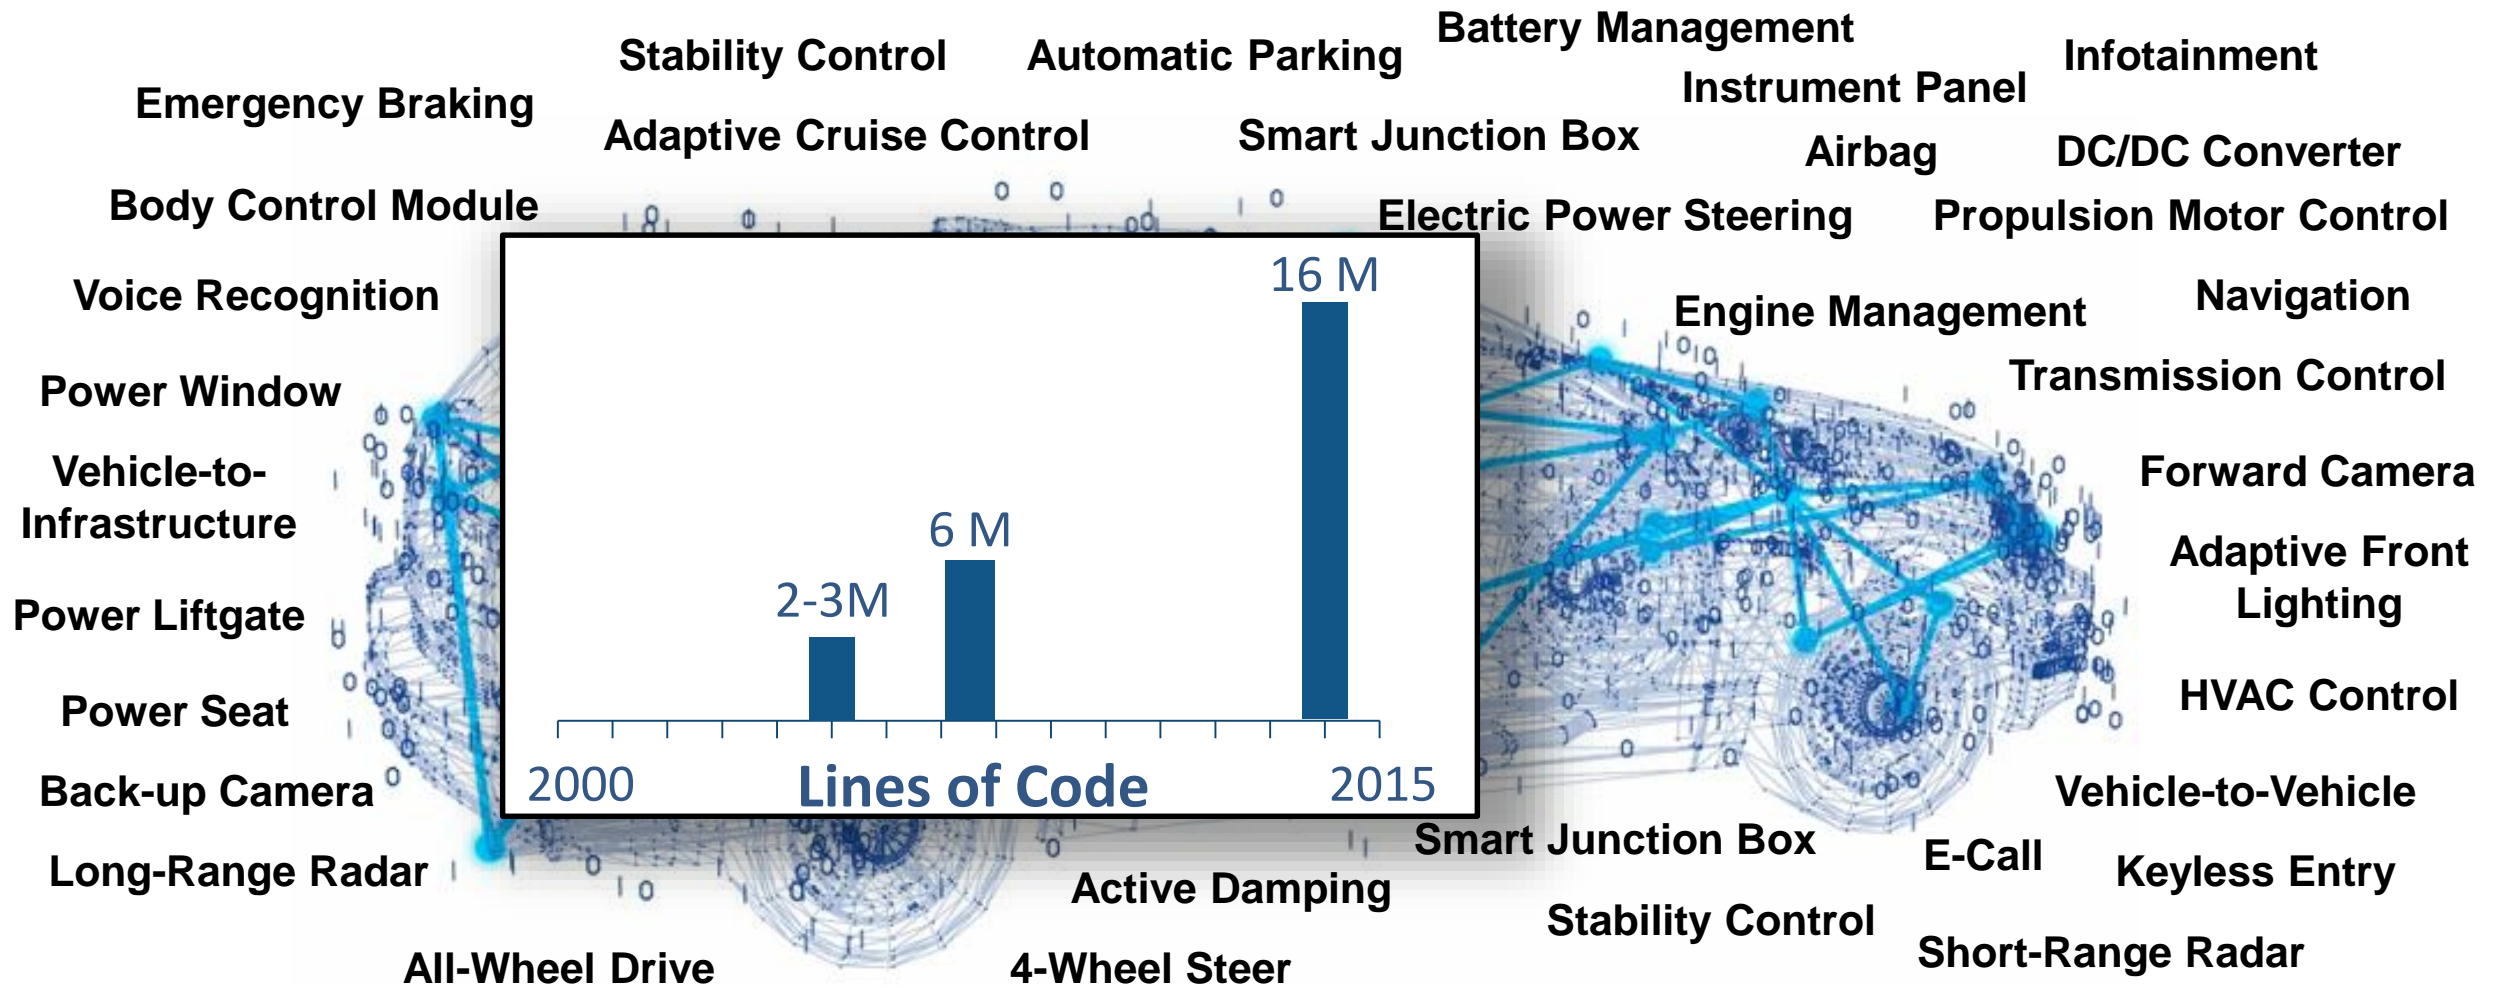 Battery Management
Stability Control
Automatic Parking
Infotainment
Instrument Panel
Emergency Braking
Adaptive Cruise Control
Smart Junction Box
Airbag
DC/DC Converter
Body Control Module
Electric Power Steering
Propulsion Motor Control
Voice Recognition
16 M
Engine Management
Navigation
Power Window
Transmission Control
Vehicle-to-
Infrastructure
Forward Camera
6 M
Adaptive Front
Lighting
2-3M
Power Liftgate
Power Seat
HVAC Control
2000
Lines of Code
2015
Back-up Camera
Vehicle-to-Vehicle
Smart Junction Box
E-Call
Long-Range Radar
Keyless Entry
Active Damping
Stability Control
Short-Range Radar
All-Wheel Drive
4-Wheel Steer